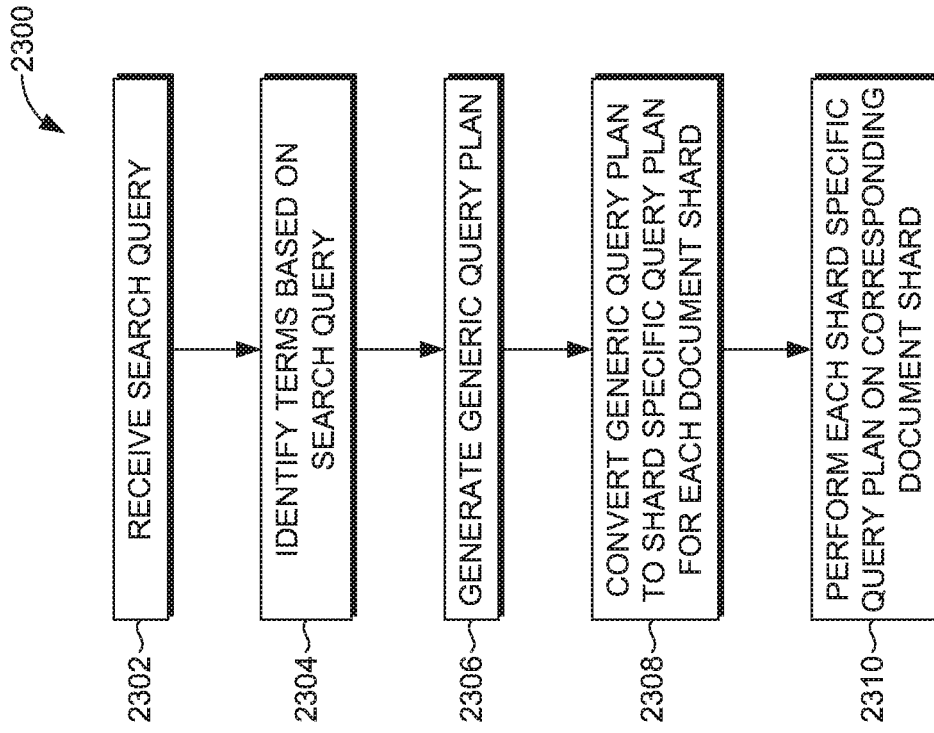 2300
2302
RECEIVE SEARCH QUERY
2304
IDENTIFY TERMS BASED ON
SEARCH QUERY
2306
GENERATE GENERIC QUERY PLAN
2308
CONVERT GENERIC QUERY PLAN
TO SHARD SPECIFIC QUERY PLAN
FOR EACH DOCUMENT SHARD
2310
PERFORM EACH SHARD SPECIFIC
QUERY PLAN ON CORRESPONDING
DOCUMENT SHARD